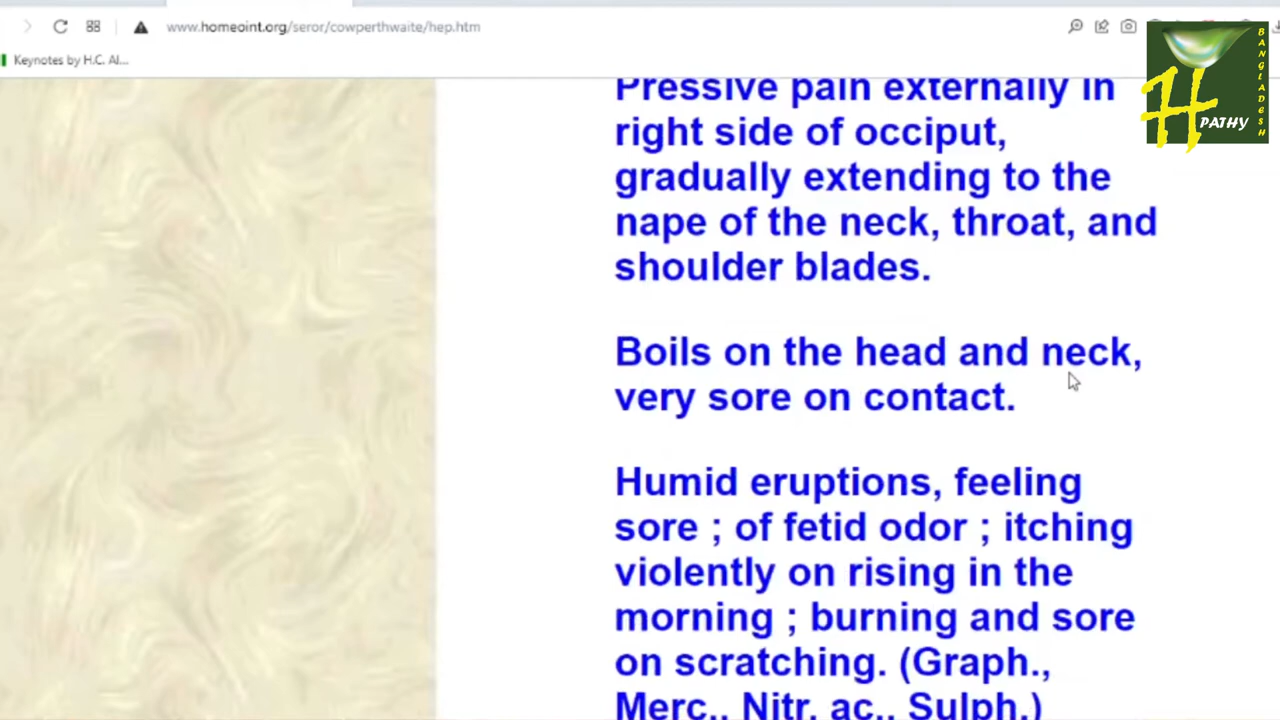 www.homeoint.org/seror/cowperthwaite/hep.htm
Keynotes by H.C. Al...
BANGLADESH
H
PATHY
Pressive pain externally in
right side of occiput,
gradually extending to the
nape of the neck, throat, and
shoulder blades.
Boils on the head and neck,
very sore on contact.
Humid eruptions, feeling
sore ; of fetid odor ; itching
violently on rising in the
morning ; burning and sore
on scratching. (Graph.,
Merc., Nitr. ac., Sulph.)